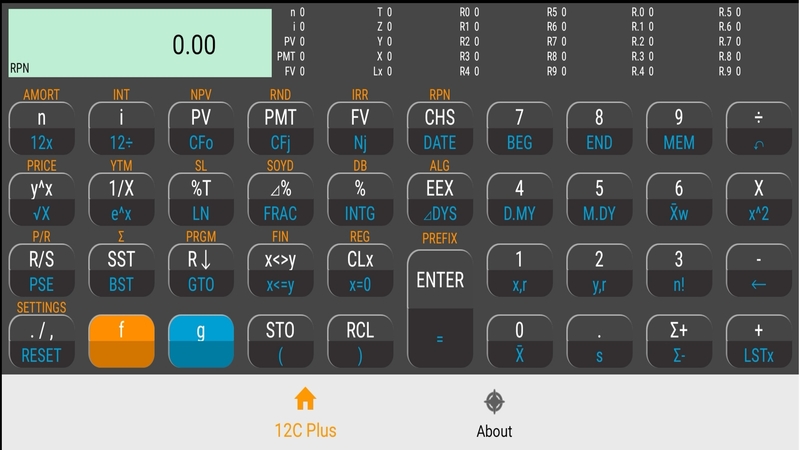 0.00
RPN
n 0 T 0 R0 0 R5 0 R.0 0 R.5 0
i 0 Z 0 R1 0 R6 0 R.1 0 R.6 0
PV 0 Y 0 R2 0 R7 0 R.2 0 R.7 0
PMT 0 X 0 R3 0 R8 0 R.3 0 R.8 0
FV 0 Lx 0 R4 0 R9 0 R.4 0 R.9 0
AMORT INT NPV RND IRR RPN
n i PV PMT FV CHS 7 8 9 ÷
12x 12÷ CFo CFj Nj DATE BEG END MEM ⤺
PRICE YTM SL SOYD DB ALG
y^x 1/X %T ⊿% % EEX 4 5 6 X
√X e^x LN FRAC INTG ⊿DYS D.MY M.DY X̄w x^2
P/R Σ PRGM FIN REG PREFIX
R/S SST R↓ x<>y CLx ENTER 1 2 3 -
PSE BST GTO x<=y x=0 x,r y,r n! ←
SETTINGS
. / , f g STO RCL = 0 . Σ+ +
RESET ( ) X̄ s Σ- LSTx
12C Plus About